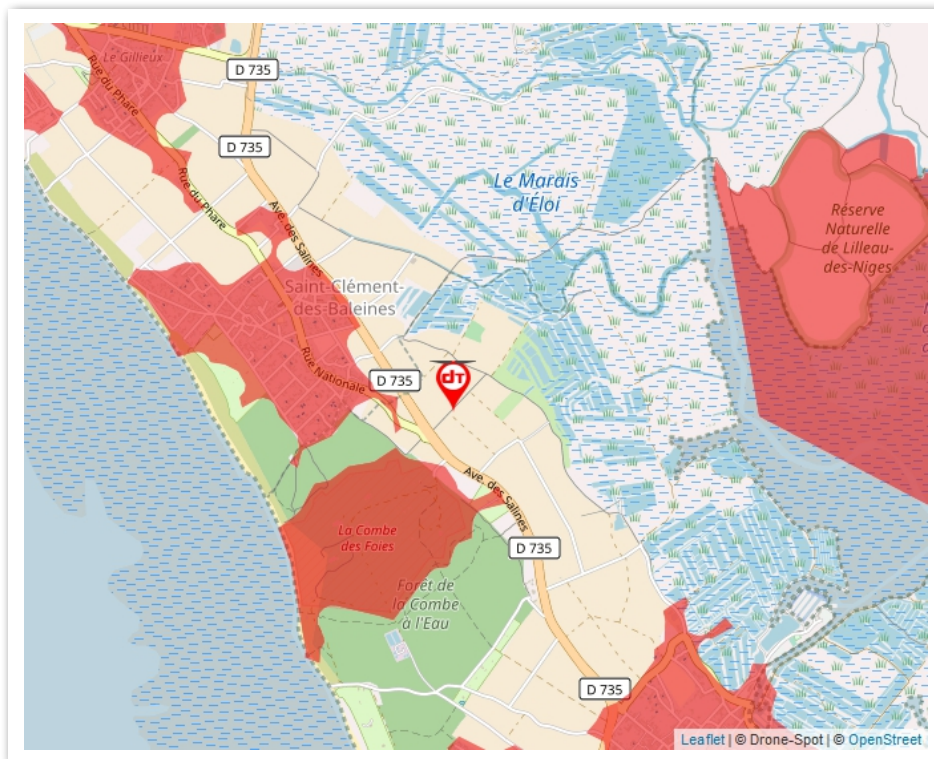 Le Gillieux
D 735
Rue du Phare
D 735
Rue du Phare
Le Marais
d'Éloi
Réserve
Naturelle
de Lilleau-
des-Niges
Ave. des Salines
Saint-Clément-
des-Baleines
Rue Nationale
D 735
dT
Ave. des Salines
La Combe
des Foies
D 735
Forêt de
la Combe
à l'Eau
D 735
Leaflet | © Drone-Spot | © OpenStreet